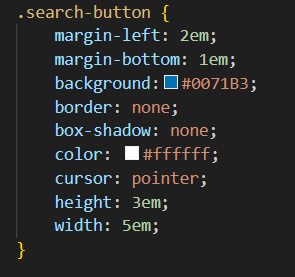 .search-button {
margin-left: 2em;
margin-bottom: 1em;
background:#0071B3;
border: none;
box-shadow: none;
color: #ffffff;
cursor: pointer;
height: 3em;
width: 5em;
}